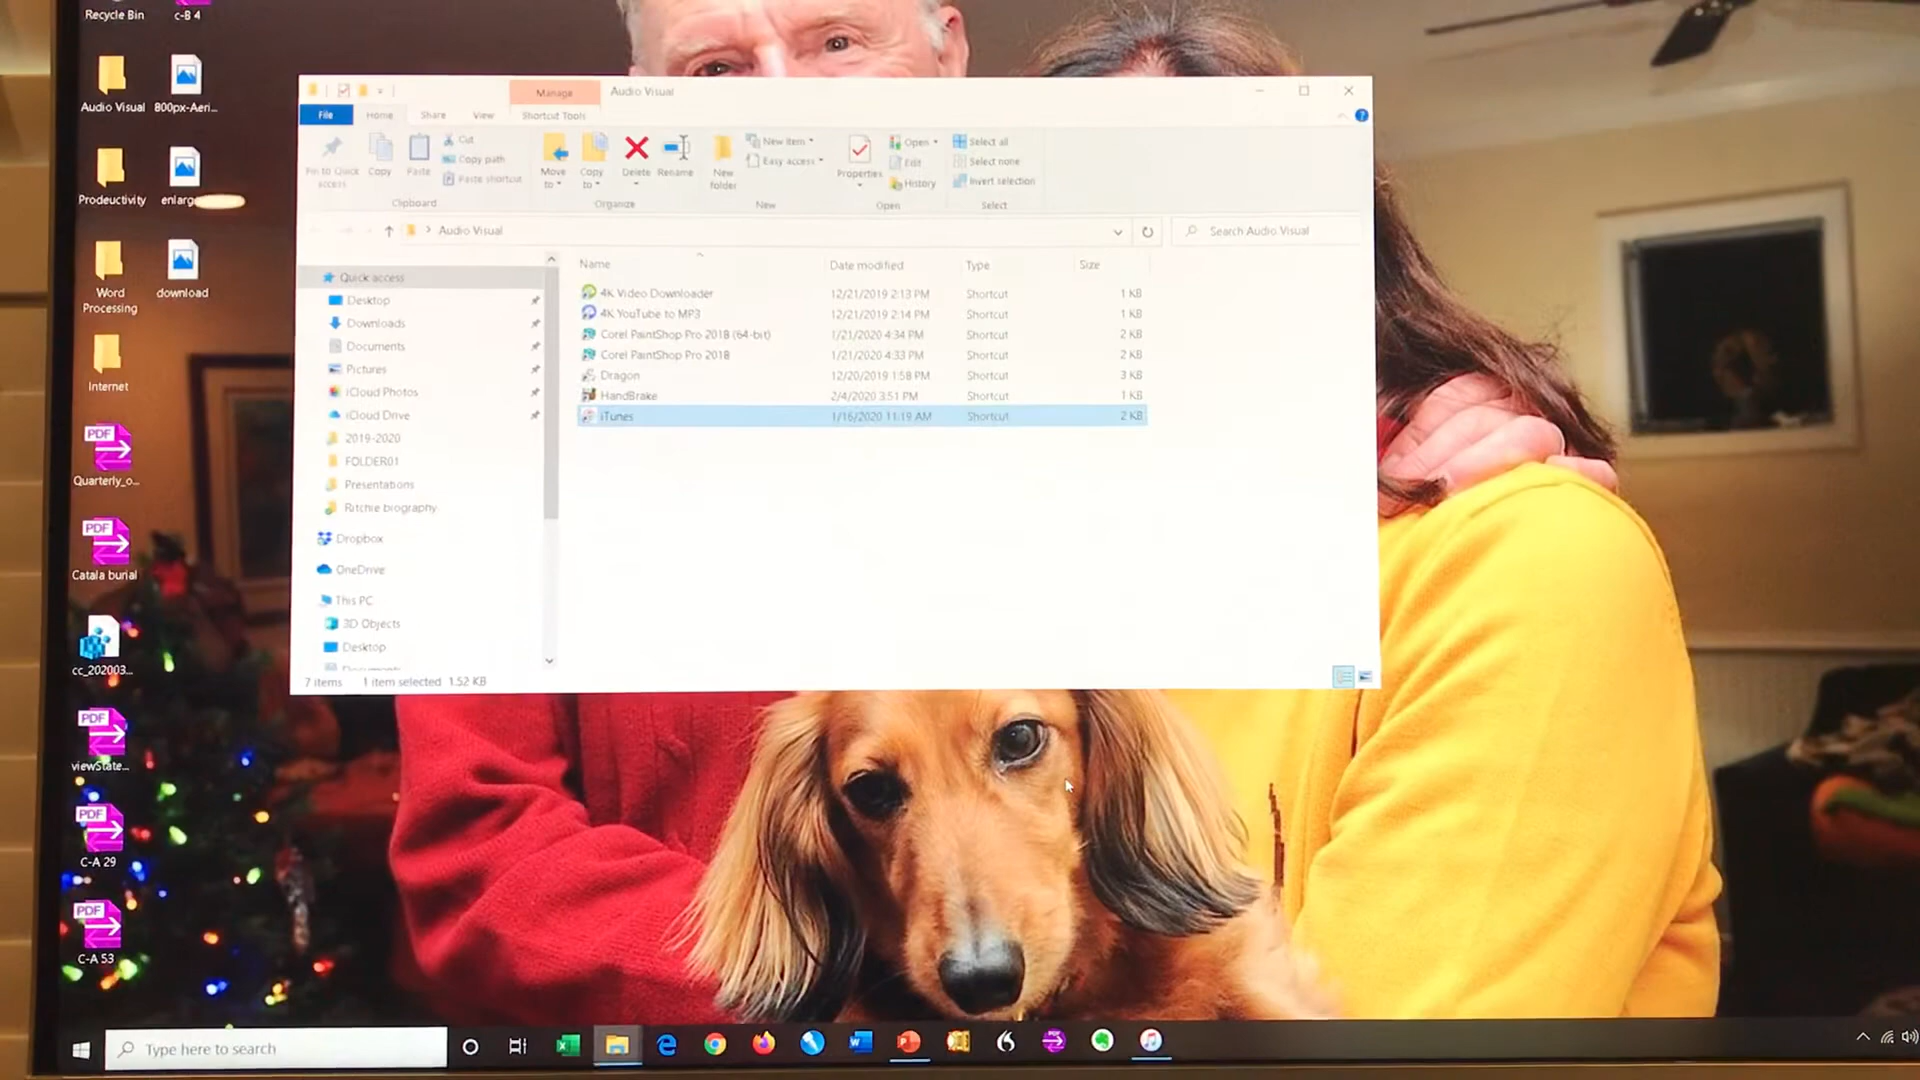 Recycle Bin
c-B 4
Audio Visual
800px-Aeri...
Prodeuctivity
enlarg
Word
Processing
download
Internet
PDF
Quarterly_o...
PDF
Catala burial
cc_202003...
PDF
viewState...
PDF
C-A 29
PDF
C-A 53
Manage
Audio Visual
File
Home
Share
View
Shortcut Tools
Pin to Quick
access
Copy
Paste
Cut
Copy path
Paste shortcut
Clipboard
Move
to
Copy
to
Delete
Rename
Organize
New
folder
New item
Easy access
New
Properties
Open
Edit
History
Open
Select all
Select none
Invert selection
Select
Audio Visual
Search Audio Visual
Quick access
Desktop
Downloads
Documents
Pictures
iCloud Photos
iCloud Drive
2019-2020
FOLDER01
Presentations
Ritchie biography
Dropbox
OneDrive
This PC
3D Objects
Desktop
Documents
Name Date modified Type Size
4K Video Downloader 12/21/2019 2:13 PM Shortcut 1 KB
4K YouTube to MP3 12/21/2019 2:14 PM Shortcut 1 KB
Corel PaintShop Pro 2018 (64-bit) 1/21/2020 4:34 PM Shortcut 2 KB
Corel PaintShop Pro 2018 1/21/2020 4:33 PM Shortcut 2 KB
Dragon 12/20/2019 1:58 PM Shortcut 3 KB
HandBrake 2/4/2020 3:51 PM Shortcut 1 KB
iTunes 1/16/2020 11:19 AM Shortcut 2 KB
7 items 1 item selected 1.52 KB
Type here to search